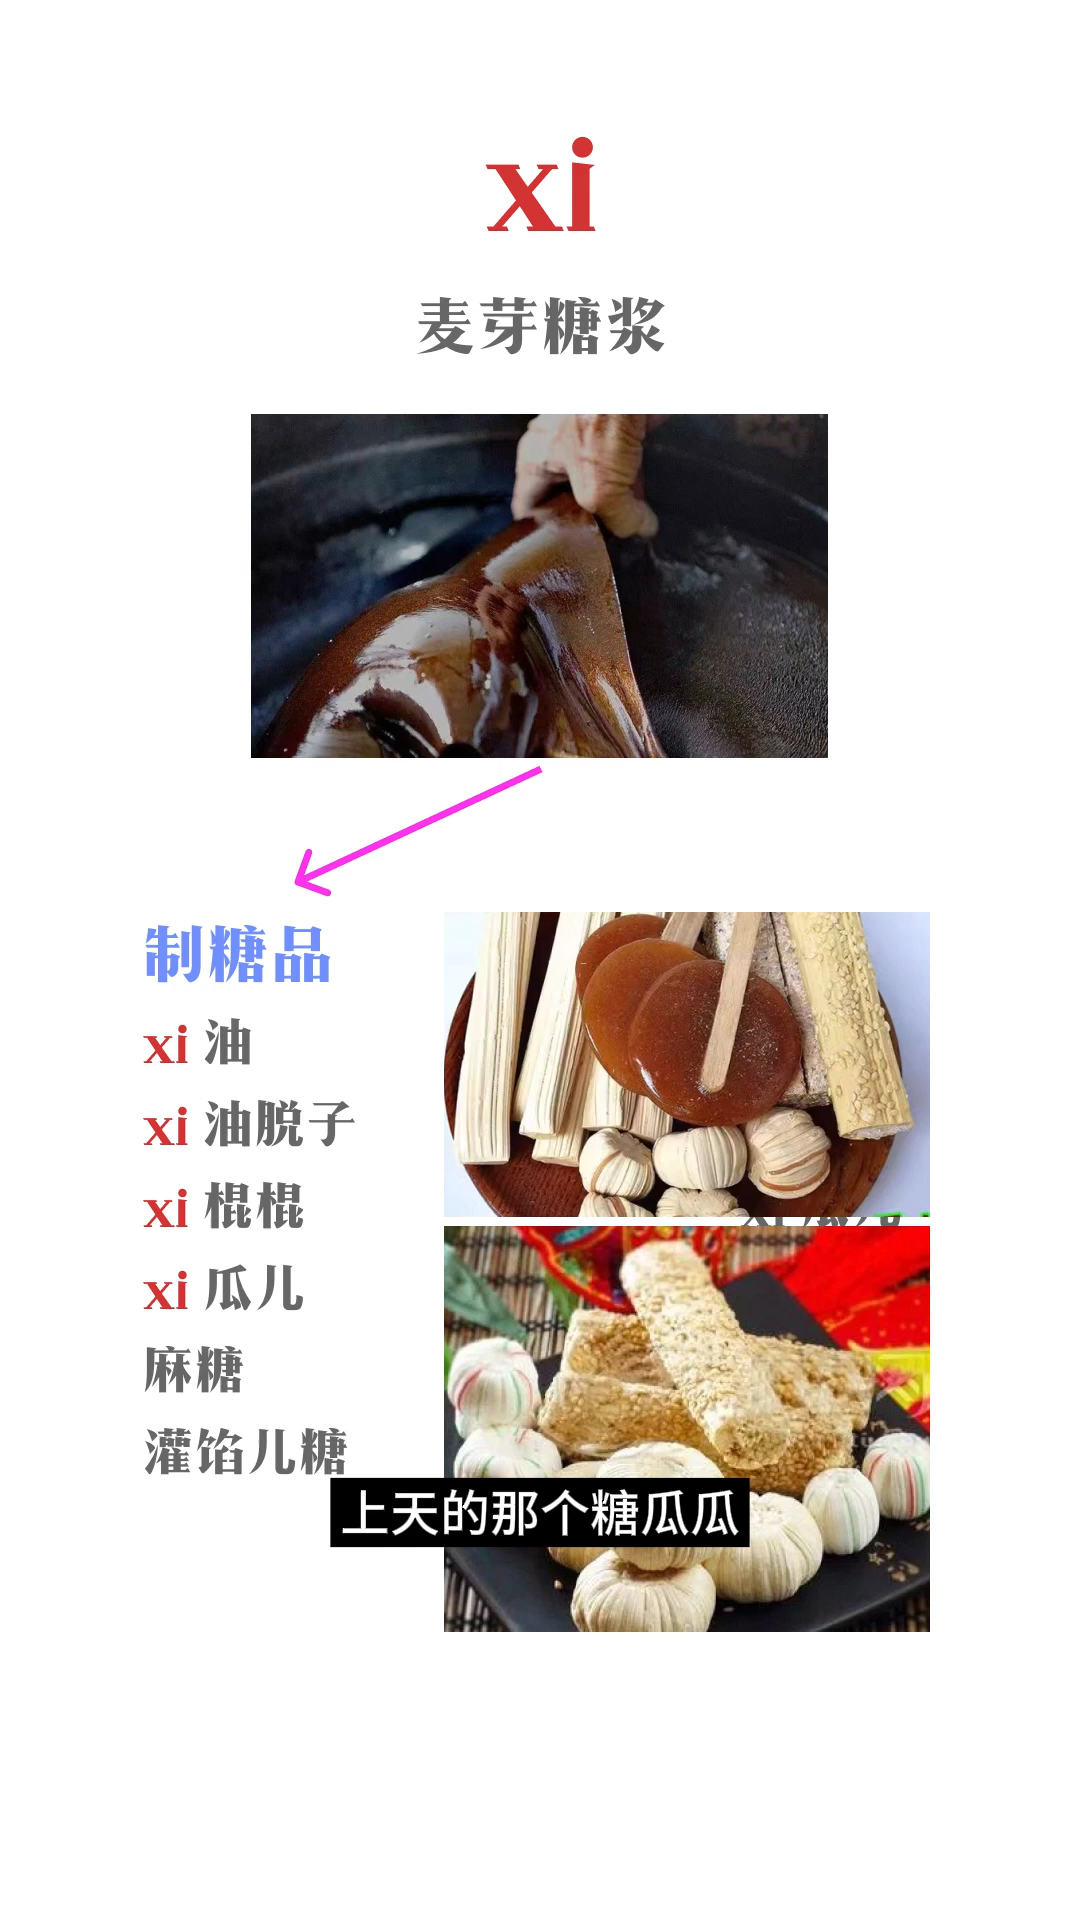 xi
麦芽糖浆
制糖品
xi 油
xi 油脱子
xi 棍棍
xi 瓜儿
麻糖
灌馅儿糖
上天的那个糖瓜瓜